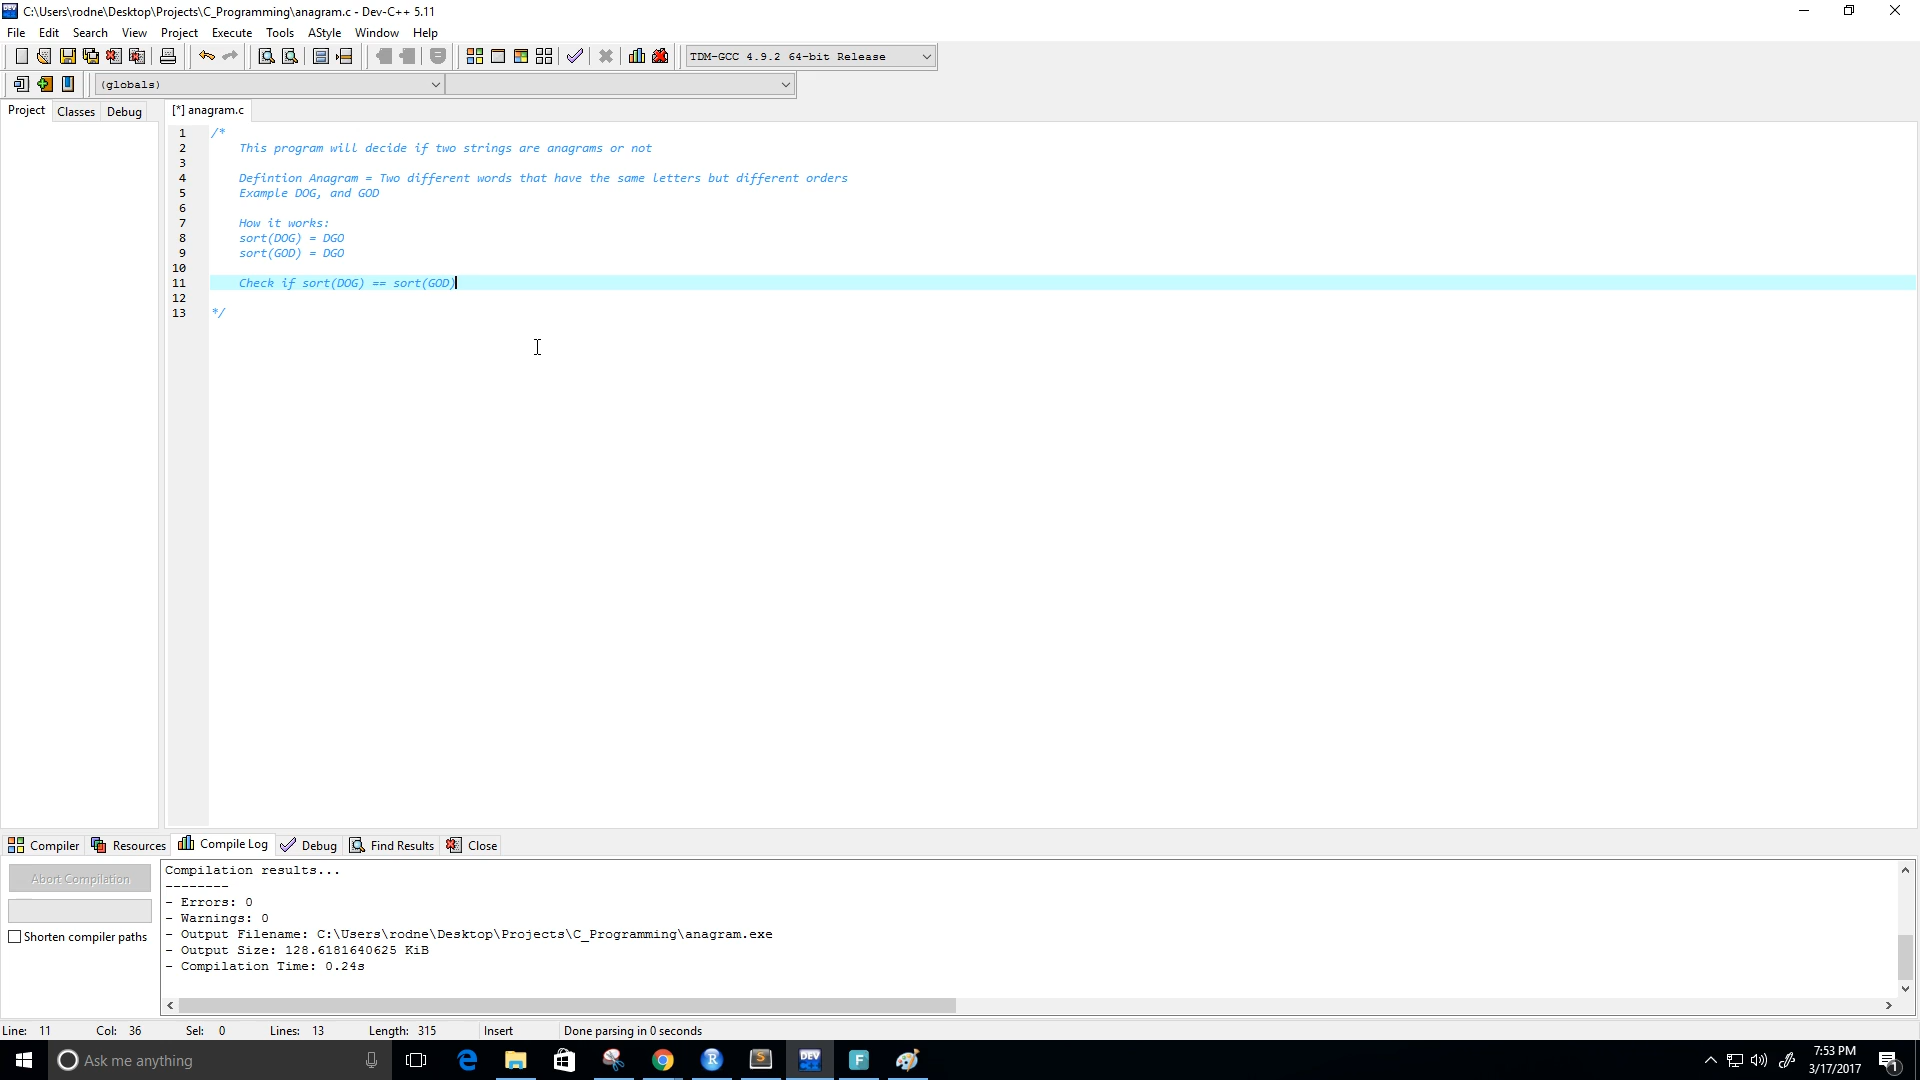 C:\Users\rodne\Desktop\Projects\C_Programming\anagram.c - Dev-C++ 5.11
File Edit Search View Project Execute Tools AStyle Window Help
TDM-GCC 4.9.2 64-bit Release
(globals)
Project Classes Debug [*] anagram.c
1 /*
2 This program will decide if two strings are anagrams or not
3
4 Defintion Anagram = Two different words that have the same letters but different orders
5 Example DOG, and GOD
6
7 How it works:
8 sort(DOG) = DGO
9 sort(GOD) = DGO
10
11 Check if sort(DOG) == sort(GOD)
12
13 */
Compiler Resources Compile Log Debug Find Results Close
Abort Compilation
Shorten compiler paths
Compilation results...
--------
- Errors: 0
- Warnings: 0
- Output Filename: C:\Users\rodne\Desktop\Projects\C_Programming\anagram.exe
- Output Size: 128.6181640625 KiB
- Compilation Time: 0.24s
Line: 11 Col: 36 Sel: 0 Lines: 13 Length: 315 Insert Done parsing in 0 seconds
Ask me anything
7:53 PM
3/17/2017
1